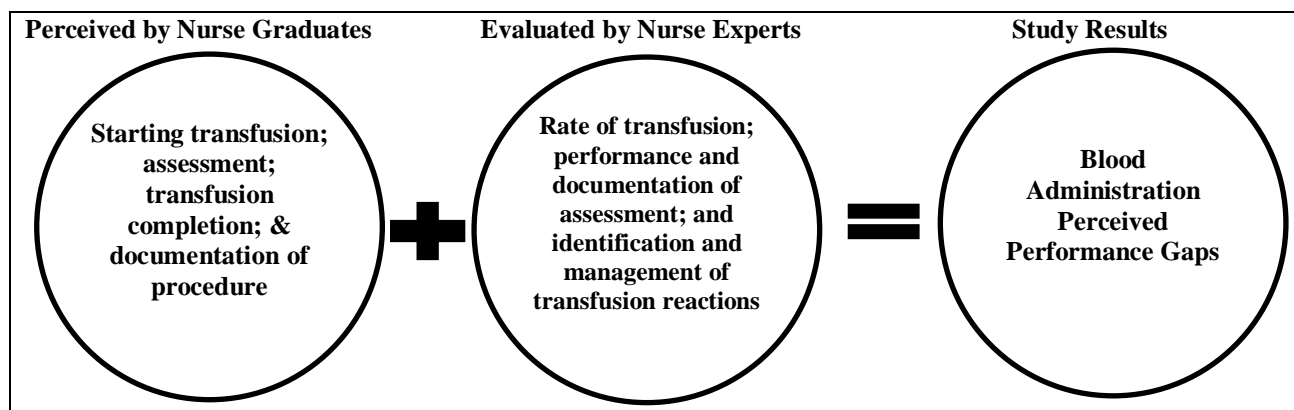 Perceived by Nurse Graduates
Starting transfusion;
assessment;
transfusion
completion; &
documentation of
procedure
Evaluated by Nurse Experts
Rate of transfusion;
performance and
documentation of
assessment; and
identification and
management of
transfusion reactions
Study Results
Blood
Administration
Perceived
Performance Gaps